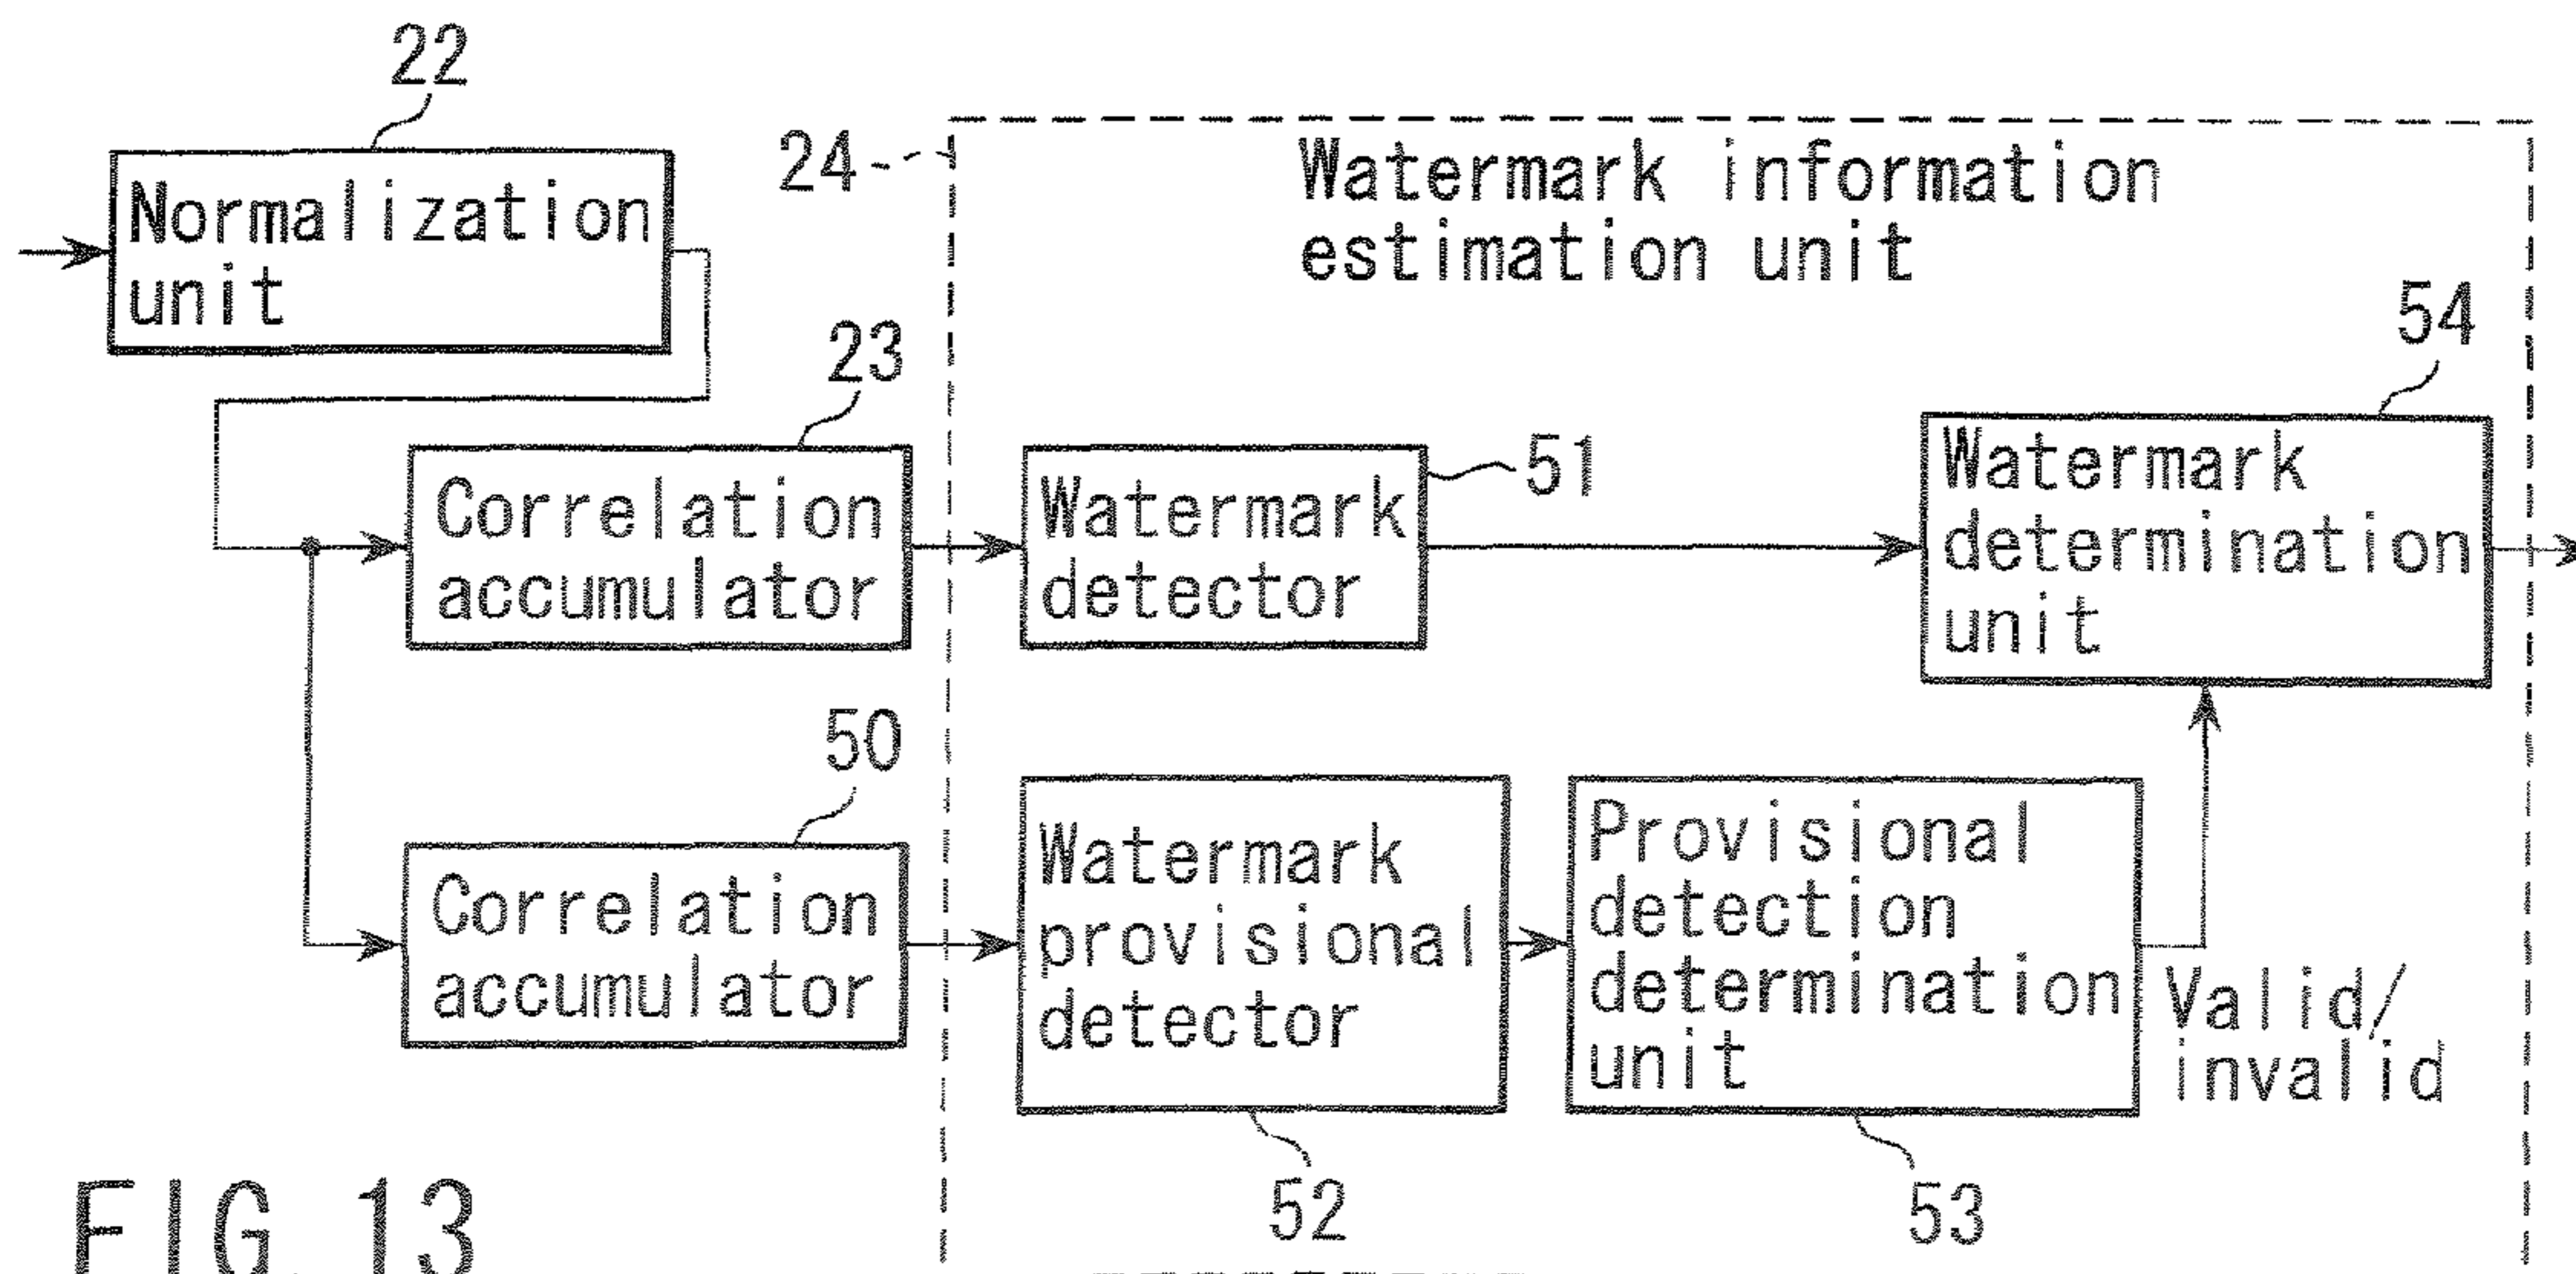 22
Normalization
unit
24
Watermark information
estimation unit
23
Correlation
accumulator
Watermark
detector
51
54
Watermark
determination
unit
50
Correlation
accumulator
Watermark
provisional
detector
52
Provisional
detection
determination
unit
53
Valid/
invalid
FIG. 13